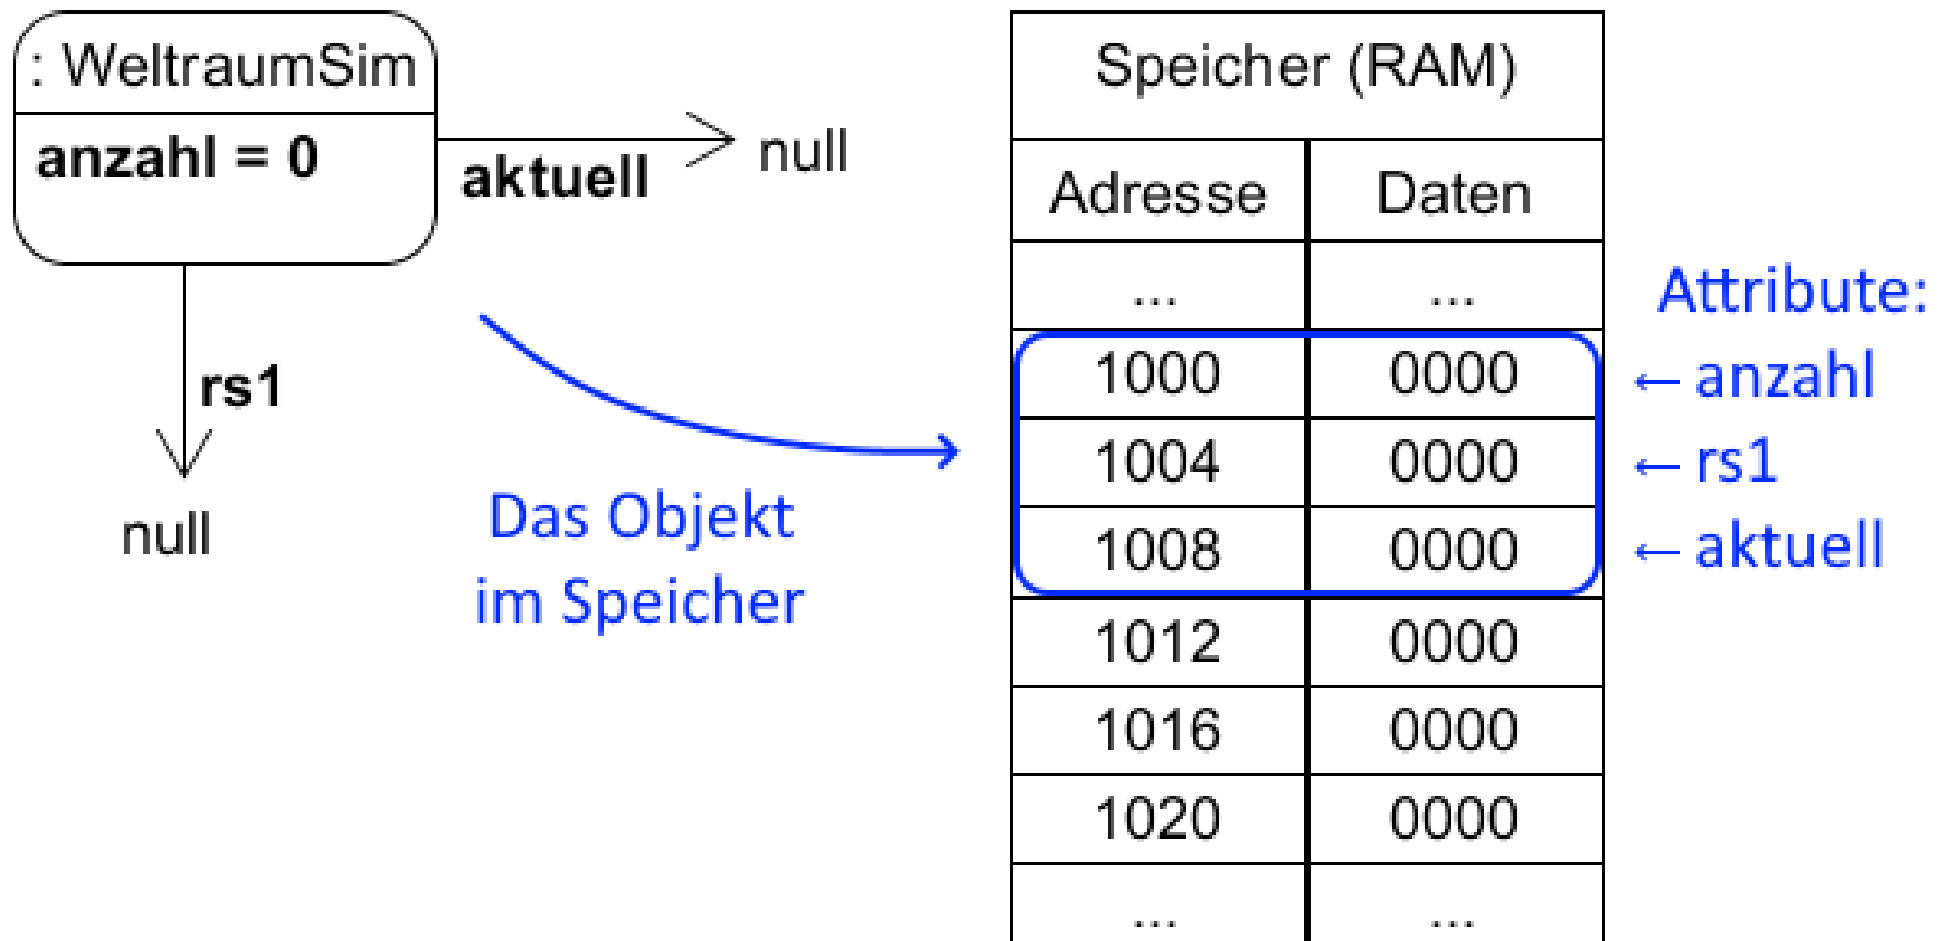 : WeltraumSim
anzahl = 0
aktuell
null
rs1
null
Das Objekt
im Speicher
Speicher (RAM)
Adresse Daten
... ...
1000 0000
1004 0000
1008 0000
1012 0000
1016 0000
1020 0000
... ...
Attribute:
← anzahl
← rs1
← aktuell